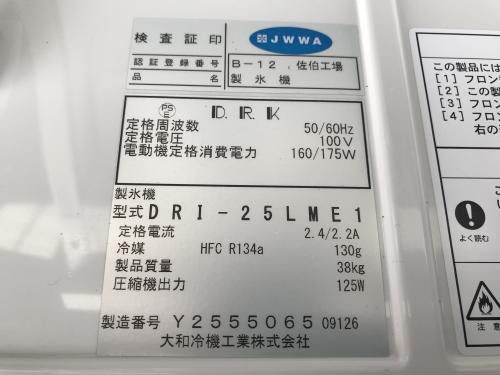 検査証印 JWWA
認証登録番号 B-12，佐伯工場
品名 製氷機
PSE D.R.K
定格周波数 50/60Hz
定格電圧 100V
電動機定格消費電力 160/175W
製氷機
型式 DRI-25LME1
定格電流 2.4/2.2A
冷媒 HFC R134a 130g
製品質量 38kg
圧縮機出力 125W
製造番号 Y2555065 09126
大和冷機工業株式会社
この製品には
[1] フロン
[2] この製
[3] フロン
[4] フロン
右の
よく読む
注意